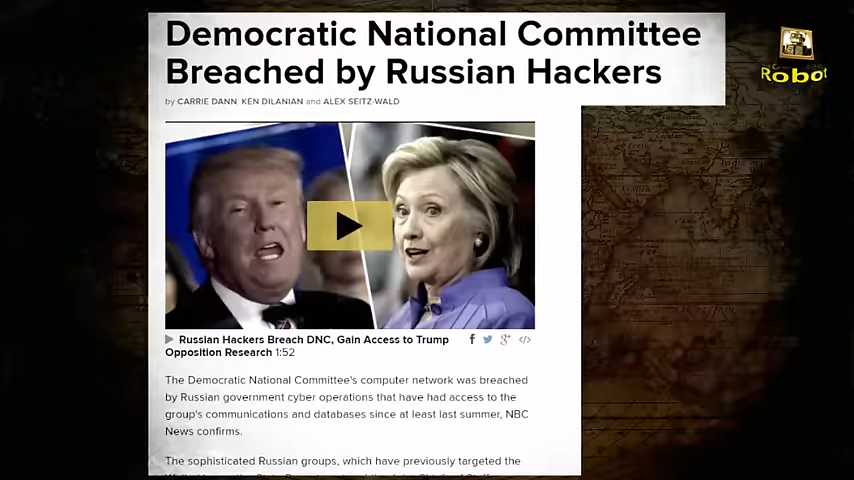 Democratic National Committee
Breached by Russian Hackers
by CARRIE DANN KEN DILANIAN and ALEX SEITZ-WALD
Russian Hackers Breach DNC, Gain Access to Trump
Opposition Research 1:52
The Democratic National Committee's computer network was breached
by Russian government cyber operations that have had access to the
group's communications and databases since at least last summer, NBC
News confirms.
The sophisticated Russian groups, which have previously targeted the
Robot
Arabia